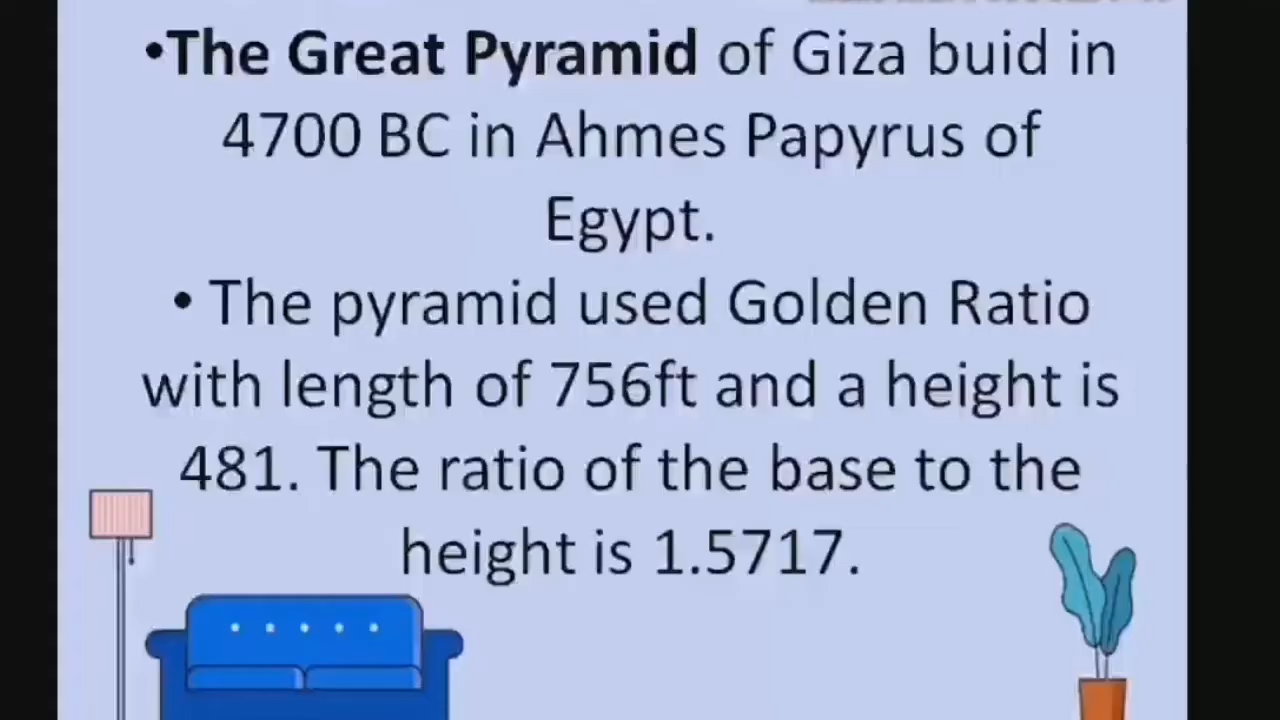 •The Great Pyramid of Giza buid in
4700 BC in Ahmes Papyrus of
Egypt.
• The pyramid used Golden Ratio
with length of 756ft and a height is
481. The ratio of the base to the
height is 1.5717.